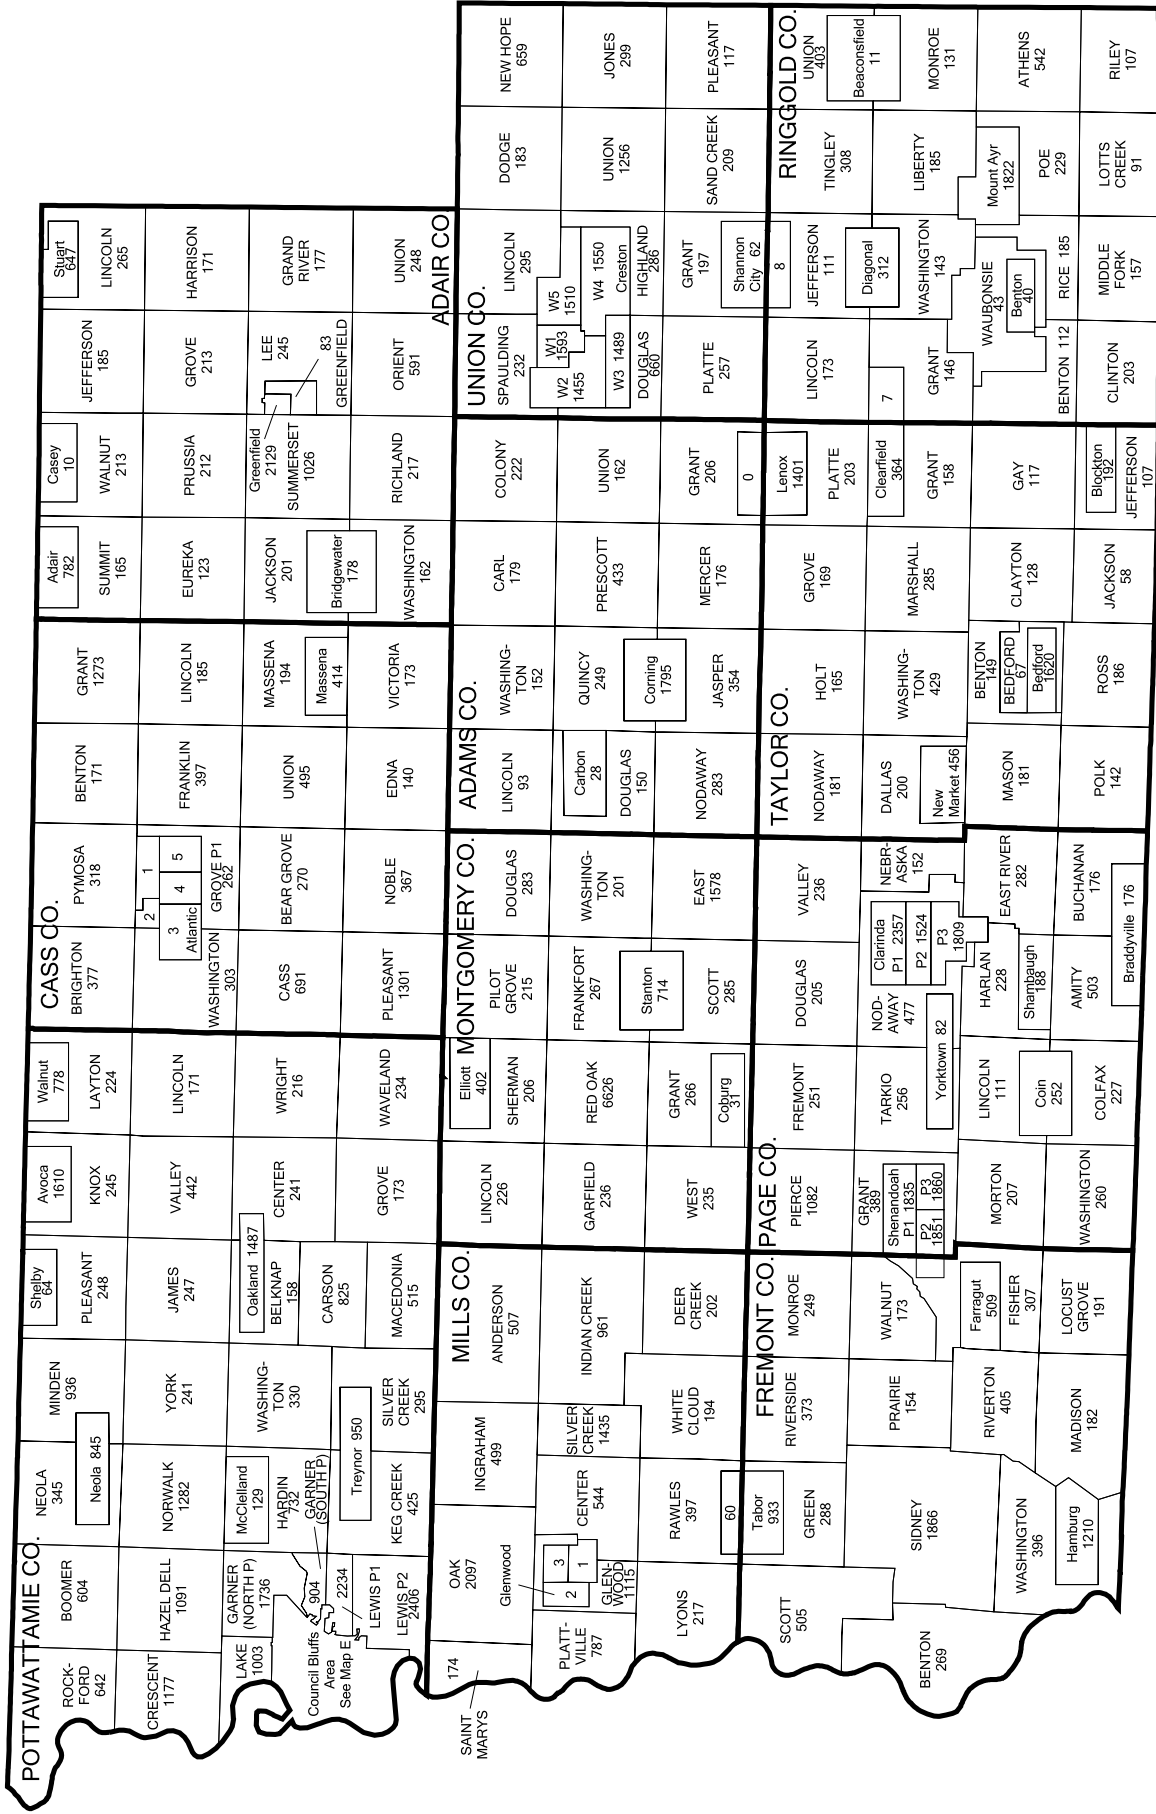 POTTAWATTAMIE CO.
ROCK-
FORD
642
BOOMER
604
NEOLA
345
Neola 845
MINDEN
936
Shelby
64
PLEASANT
248
Avoca
1610
KNOX
245
Walnut
778
LAYTON
224
CRESCENT
1177
HAZEL DELL
1091
NORWALK
1282
YORK
241
JAMES
247
VALLEY
442
LINCOLN
171
LAKE
1003
GARNER
(NORTH P)
1736
McClelland
129
HARDIN
732
GARNER
(SOUTH P)
904
WASHING-
TON
330
Oakland 1487
BELKNAP
158
CENTER
241
WRIGHT
216
Council Bluffs
Area
See Map E
2234
LEWIS P1
LEWIS P2
2406
Treynor 950
KEG CREEK
425
SILVER
CREEK
295
CARSON
825
MACEDONIA
515
GROVE
173
WAVELAND
234
CASS CO.
BRIGHTON
377
PYMOSA
318
BENTON
171
GRANT
1273
WASHINGTON
303
Atlantic
1
2
3
4
5
GROVE P1
262
FRANKLIN
397
LINCOLN
185
CASS
691
BEAR GROVE
270
UNION
495
MASSENA
194
Massena
414
PLEASANT
1301
NOBLE
367
EDNA
140
VICTORIA
173
ADAIR CO.
Adair
782
SUMMIT
165
Casey
10
WALNUT
213
JEFFERSON
185
Stuart
647
LINCOLN
265
EUREKA
123
PRUSSIA
212
GROVE
213
HARRISON
171
JACKSON
201
Bridgewater
178
Greenfield
2129
SUMMERSET
1026
LEE
245
83
GREENFIELD
GRAND
RIVER
177
WASHINGTON
162
RICHLAND
217
ORIENT
591
UNION
248
MILLS CO.
174
SAINT
MARYS
OAK
2097
INGRAHAM
499
ANDERSON
507
PLATT-
VILLE
787
Glenwood
1
2
3
GLEN-
WOOD
1115
CENTER
544
SILVER
CREEK
1435
INDIAN CREEK
961
LYONS
217
RAWLES
397
60
WHITE
CLOUD
194
DEER
CREEK
202
MONTGOMERY CO.
LINCOLN
226
Elliott
402
SHERMAN
206
PILOT
GROVE
215
DOUGLAS
283
GARFIELD
236
RED OAK
6626
FRANKFORT
267
Stanton
714
WASHING-
TON
201
WEST
235
GRANT
266
Coburg
31
SCOTT
285
EAST
1578
ADAMS CO.
LINCOLN
93
WASHING-
TON
152
CARL
179
COLONY
222
Carbon
28
DOUGLAS
150
QUINCY
249
Corning
1795
PRESCOTT
433
UNION
162
NODAWAY
283
JASPER
354
MERCER
176
GRANT
206
0
UNION CO.
SPAULDING
232
LINCOLN
295
DODGE
183
NEW HOPE
659
W1
1593
W2
1455
W3 1489
W4 1550
W5
1510
Creston
DOUGLAS
660
HIGHLAND
286
UNION
1256
JONES
299
PLATTE
257
GRANT
197
Shannon
City 62
SAND CREEK
209
PLEASANT
117
FREMONT CO.
SCOTT
505
Tabor
933
GREEN
288
RIVERSIDE
373
MONROE
249
BENTON
269
SIDNEY
1866
PRAIRIE
154
WALNUT
173
WASHINGTON
396
Hamburg
1210
RIVERTON
405
MADISON
182
Farragut
509
FISHER
307
LOCUST
GROVE
191
PAGE CO.
PIERCE
1082
FREMONT
251
DOUGLAS
205
VALLEY
236
GRANT
389
Shenandoah
P1 1835
P2
1851
P3
1860
TARKIO
256
Yorktown 82
NOD-
AWAY
477
Clarinda
P1 2357
P2 1524
P3
1809
NEBR-
ASKA
152
MORTON
207
LINCOLN
111
Coin
252
HARLAN
228
Shambaugh
188
EAST RIVER
282
WASHINGTON
260
COLFAX
227
AMITY
503
BUCHANAN
176
Braddyville 176
TAYLOR CO.
NODAWAY
181
HOLT
165
GROVE
169
Lenox
1401
PLATTE
203
DALLAS
200
New
Market 456
WASHING-
TON
429
MARSHALL
285
Clearfield
364
GRANT
158
MASON
181
BENTON
149
BEDFORD
67
Bedford
1620
CLAYTON
128
GAY
117
POLK
142
ROSS
186
JACKSON
58
Blockton
192
JEFFERSON
107
RINGGOLD CO.
LINCOLN
173
8
JEFFERSON
111
TINGLEY
308
UNION
403
Beaconsfield
11
7
GRANT
146
Diagonal
312
WASHINGTON
143
LIBERTY
185
MONROE
131
WAUBONSIE
43
Benton
40
BENTON 112
RICE 185
Mount Ayr
1822
POE
229
ATHENS
542
CLINTON
203
MIDDLE
FORK
157
LOTTS
CREEK
91
RILEY
107